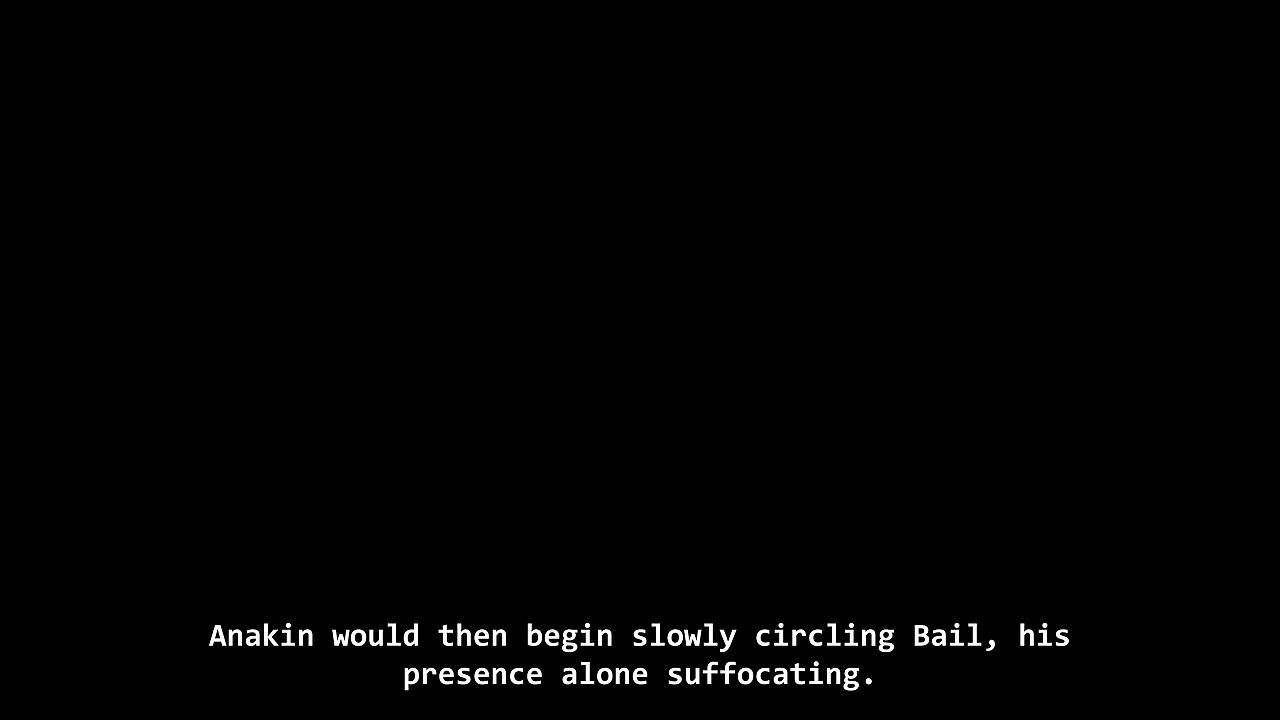 Anakin would then begin slowly circling Bail, his
presence alone suffocating.